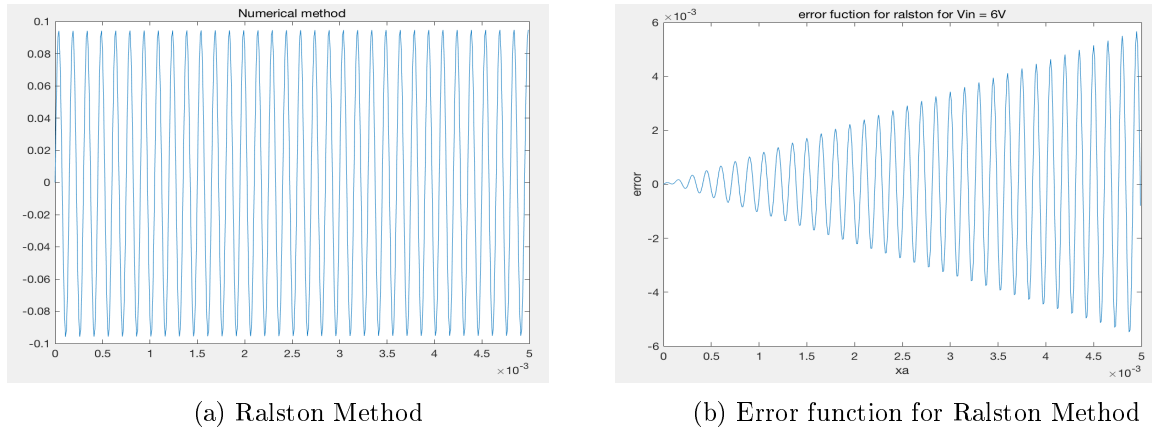 Numerical method
0.1
0.08
0.06
0.04
0.02
0
-0.02
-0.04
-0.06
-0.08
-0.1
0 0.5 1 1.5 2 2.5 3 3.5 4 4.5 5
×10⁻³
(a) Ralston Method
×10⁻³
error fuction for ralston for Vin = 6V
6
4
2
0
-2
-4
-6
error
0 0.5 1 1.5 2 2.5 3 3.5 4 4.5 5
xa
×10⁻³
(b) Error function for Ralston Method